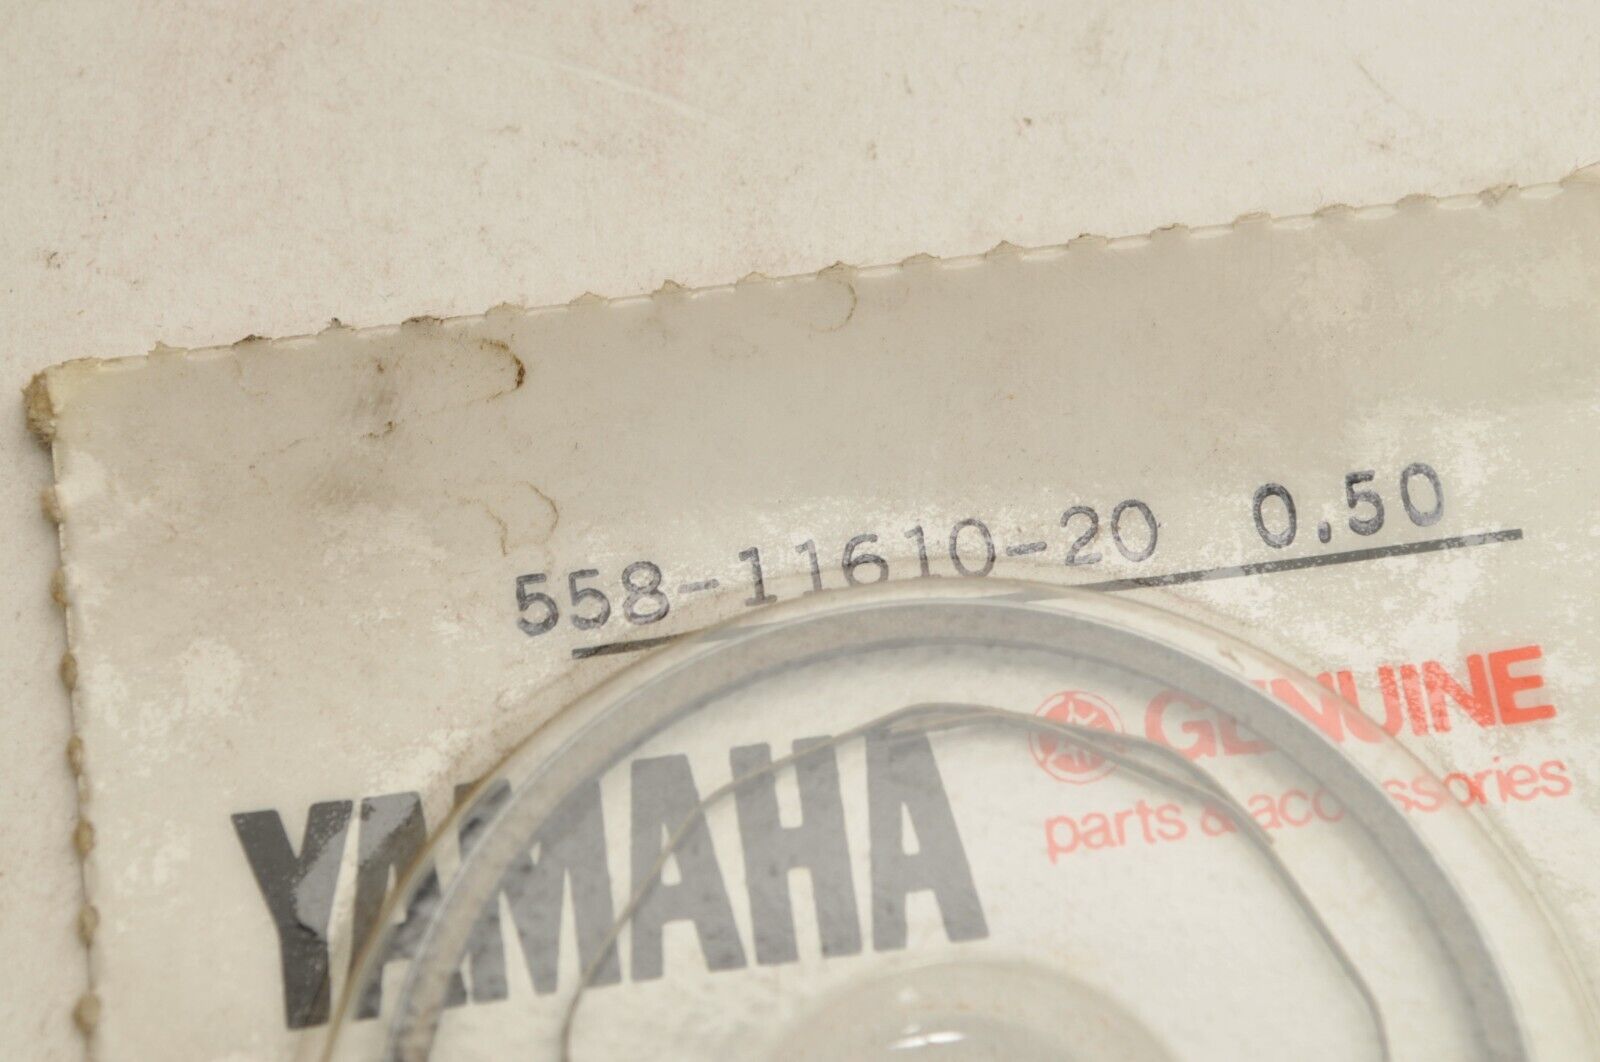 558-11610-20 0.50
GENUINE
parts & accessories
YAMAHA